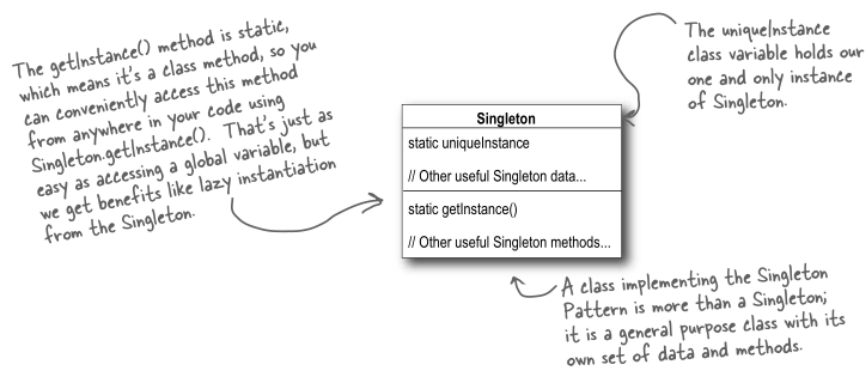 The getInstance() method is static,
which means it's a class method, so you
can conveniently access this method
from anywhere in your code using
Singleton.getInstance(). That's just as
easy as accessing a global variable, but
we get benefits like lazy instantiation
from the Singleton.
The uniqueInstance
class variable holds our
one and only instance
of Singleton.
Singleton
static uniqueInstance
// Other useful Singleton data...
static getInstance()
// Other useful Singleton methods...
A class implementing the Singleton
Pattern is more than a Singleton;
it is a general purpose class with its
own set of data and methods.